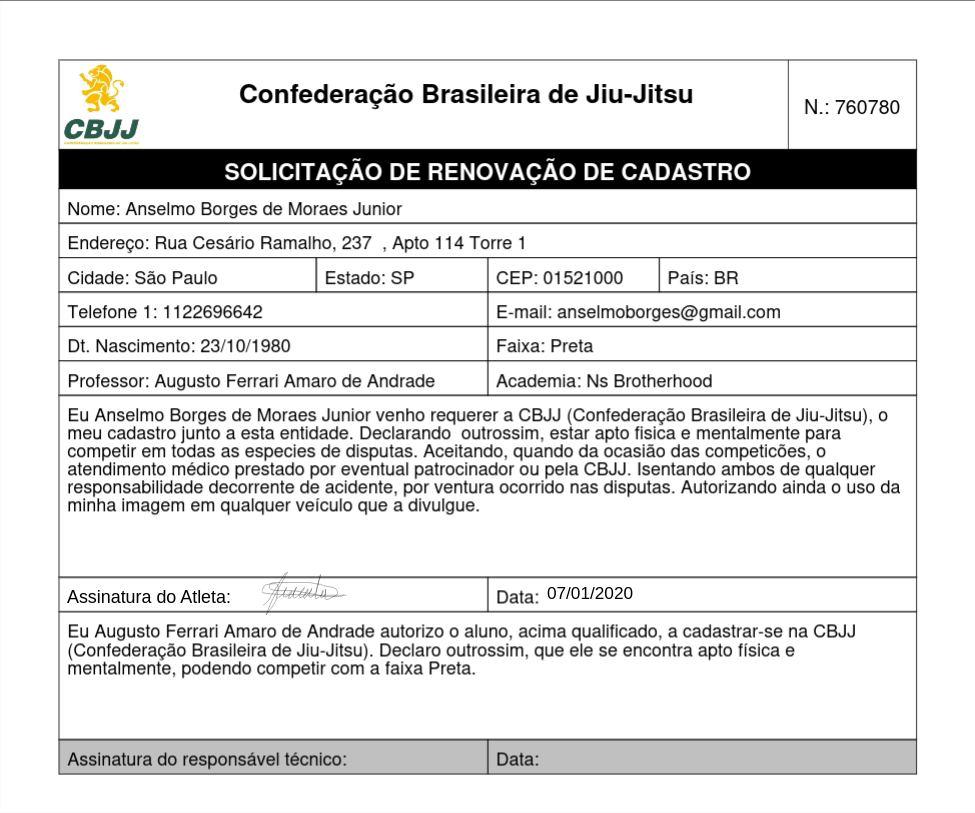 CBJJ
Confederação Brasileira de Jiu-Jitsu
N.: 760780
SOLICITAÇÃO DE RENOVAÇÃO DE CADASTRO
Nome: Anselmo Borges de Moraes Junior
Endereço: Rua Cesário Ramalho, 237  , Apto 114 Torre 1
Cidade: São Paulo
Estado: SP
CEP: 01521000
País: BR
Telefone 1: 1122696642
E-mail: anselmoborges@gmail.com
Dt. Nascimento: 23/10/1980
Faixa: Preta
Professor: Augusto Ferrari Amaro de Andrade
Academia: Ns Brotherhood
Eu Anselmo Borges de Moraes Junior venho requerer a CBJJ (Confederação Brasileira de Jiu-Jitsu), o
meu cadastro junto a esta entidade. Declarando  outrossim, estar apto fisica e mentalmente para
competir em todas as especies de disputas. Aceitando, quando da ocasião das competicões, o
atendimento médico prestado por eventual patrocinador ou pela CBJJ. Isentando ambos de qualquer
responsabilidade decorrente de acidente, por ventura ocorrido nas disputas. Autorizando ainda o uso da
minha imagem em qualquer veículo que a divulgue.
Assinatura do Atleta:
Data: 07/01/2020
Eu Augusto Ferrari Amaro de Andrade autorizo o aluno, acima qualificado, a cadastrar-se na CBJJ
(Confederação Brasileira de Jiu-Jitsu). Declaro outrossim, que ele se encontra apto física e
mentalmente, podendo competir com a faixa Preta.
Assinatura do responsável técnico:
Data: